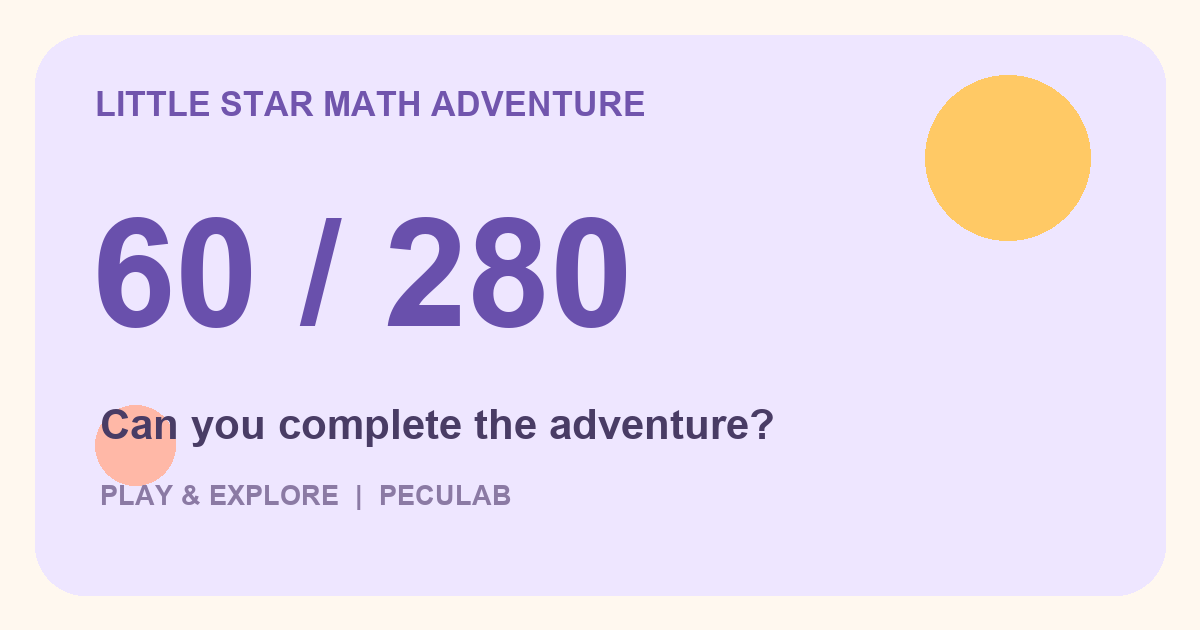 LITTLE STAR MATH ADVENTURE
60 / 280
Can you complete the adventure?
PLAY & EXPLORE | PECULAB